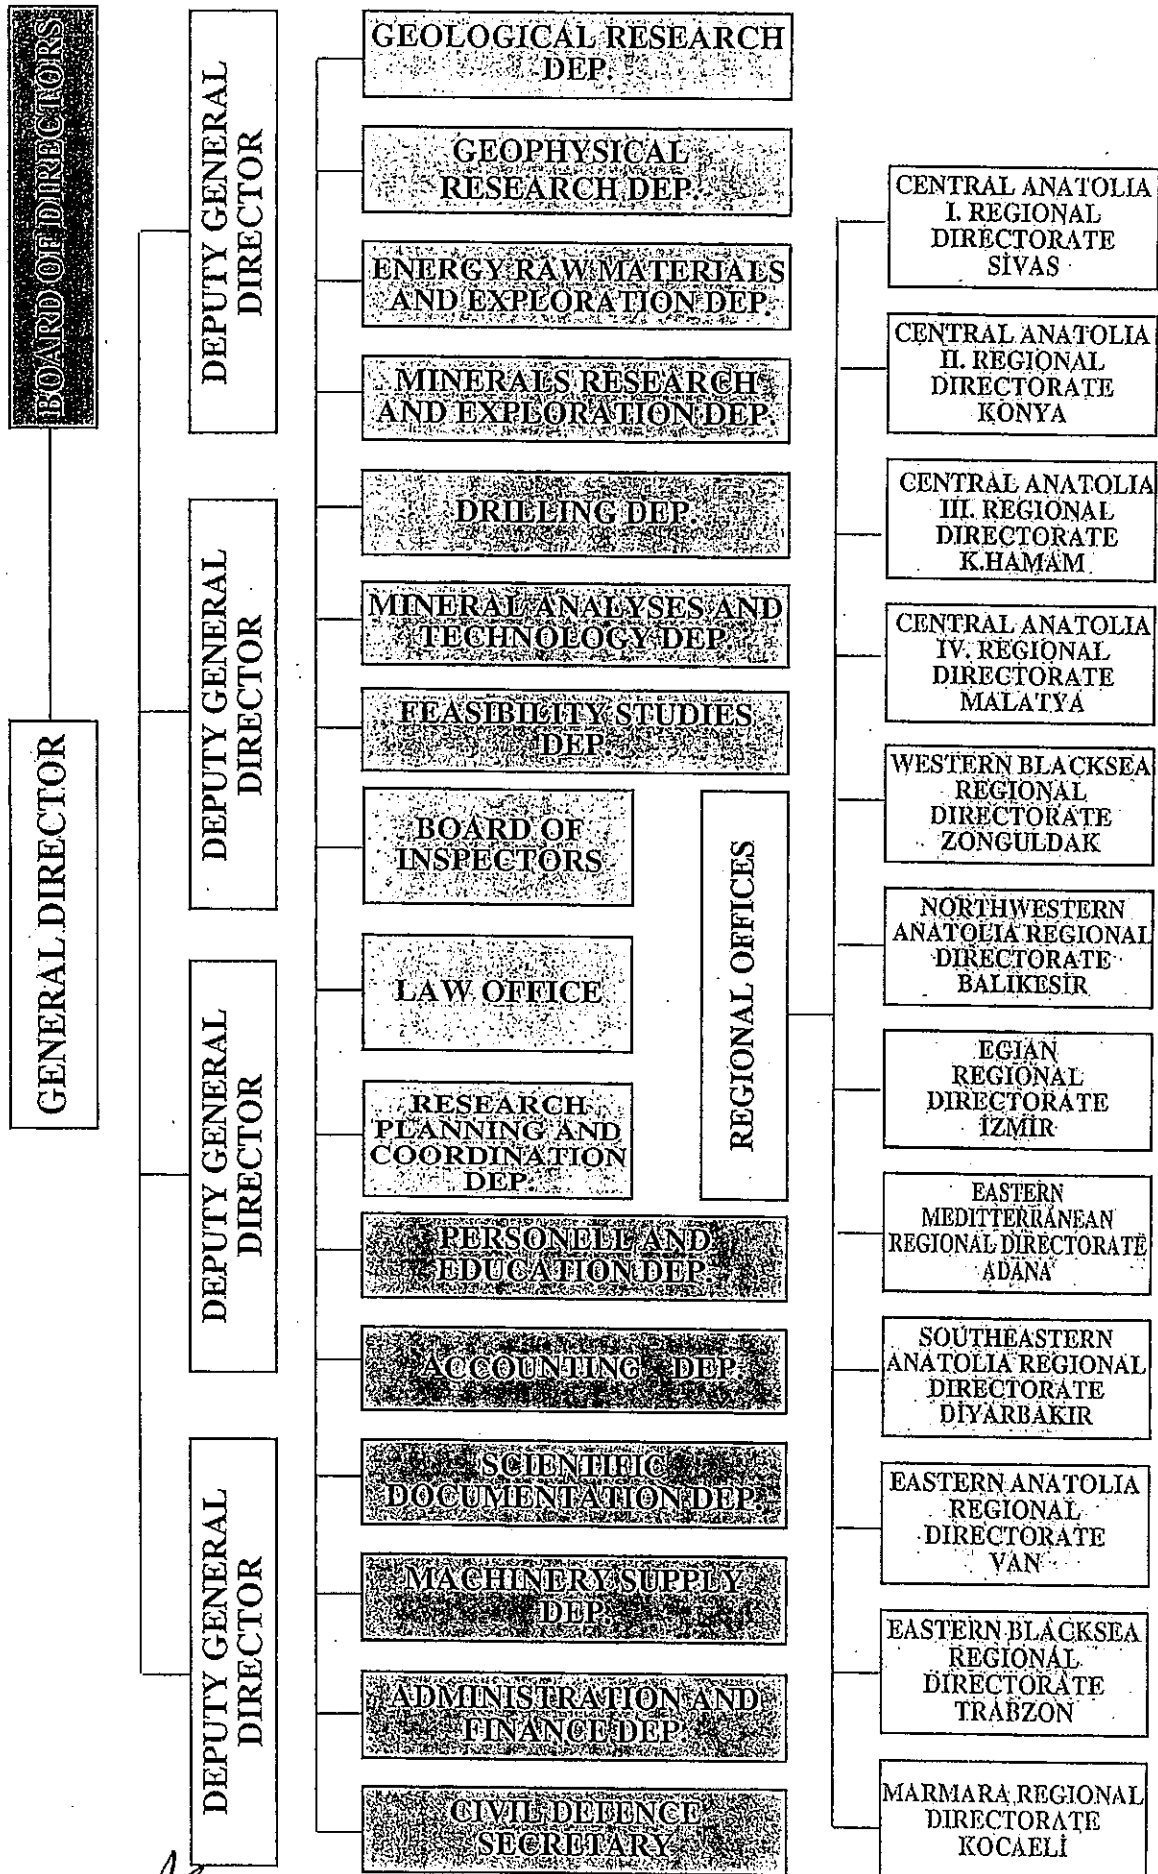 BOARD OF DIRECTORS
GENERAL DIRECTOR
DEPUTY GENERAL
DIRECTOR
DEPUTY GENERAL
DIRECTOR
DEPUTY GENERAL
DIRECTOR
DEPUTY GENERAL
DIRECTOR
GEOLOGICAL RESEARCH
DEP.
GEOPHYSICAL
RESEARCH DEP.
ENERGY RAW MATERIALS
AND EXPLORATION DEP.
MINERALS RESEARCH
AND EXPLORATION DEP.
DRILLING DEP.
MINERAL ANALYSES AND
TECHNOLOGY DEP.
FEASIBILITY STUDIES
DEP.
BOARD OF
INSPECTORS
LAW OFFICE
RESEARCH
PLANNING AND
COORDINATION
DEP.
PERSONELL AND
EDUCATION DEP.
ACCOUNTING DEP.
SCIENTIFIC
DOCUMENTATION DEP.
MACHINERY SUPPLY
DEP.
ADMINISTRATION AND
FINANCE DEP.
CIVIL DEFENCE
SECRETARY
REGIONAL OFFICES
CENTRAL ANATOLIA
I. REGIONAL
DIRECTORATE
SİVAS
CENTRAL ANATOLIA
II. REGIONAL
DIRECTORATE
KONYA
CENTRAL ANATOLIA
III. REGIONAL
DIRECTORATE
K.HAMAM
CENTRAL ANATOLIA
IV. REGIONAL
DIRECTORATE
MALATYA
WESTERN BLACKSEA
REGIONAL
DIRECTORATE
ZONGULDAK
NORTHWESTERN
ANATOLIA REGIONAL
DIRECTORATE
BALIKESİR
EGIAN
REGIONAL
DIRECTORATE
İZMİR
EASTERN
MEDITERRANEAN
REGIONAL DIRECTORATE
ADANA
SOUTHEASTERN
ANATOLIA REGIONAL
DIRECTORATE
DİYARBAKIR
EASTERN ANATOLIA
REGIONAL
DIRECTORATE
VAN
EASTERN BLACKSEA
REGIONAL
DIRECTORATE
TRABZON
MARMARA REGIONAL
DIRECTORATE
KOCAELİ